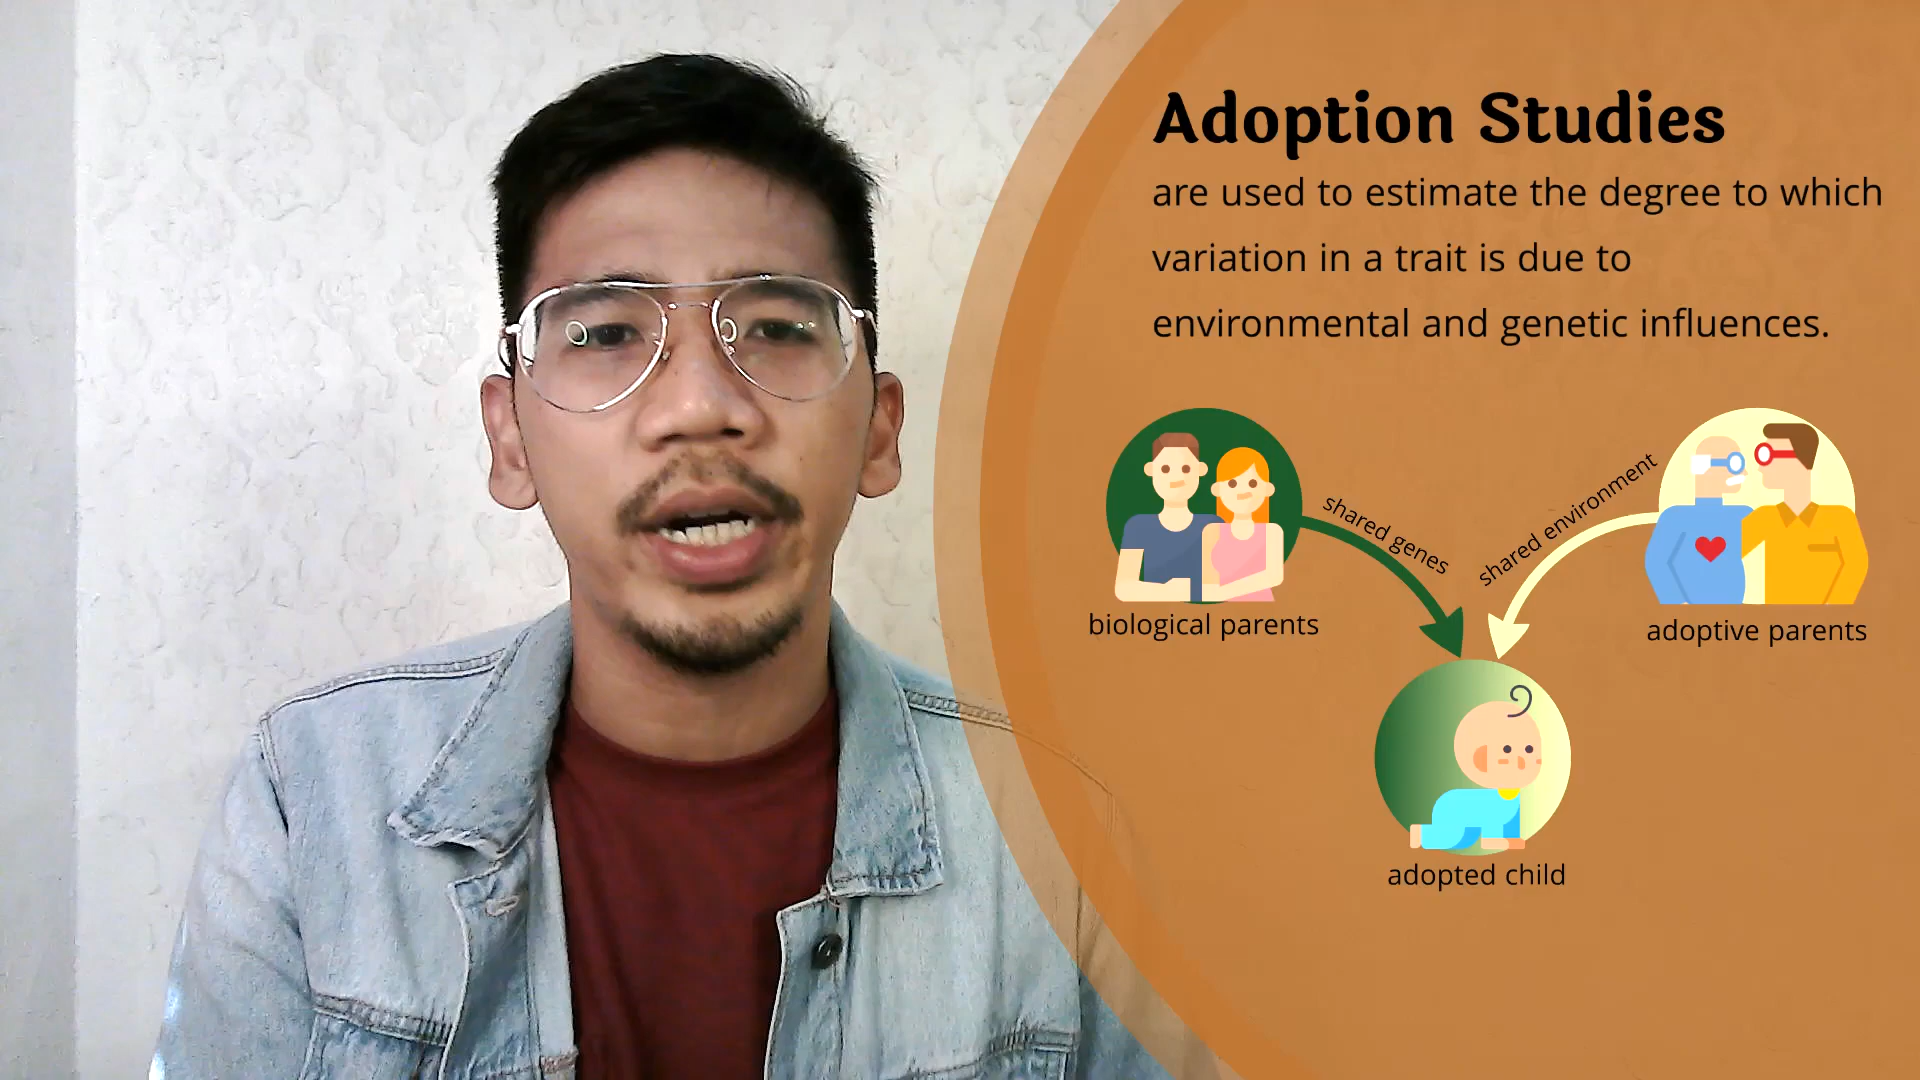 Adoption Studies
are used to estimate the degree to which
variation in a trait is due to
environmental and genetic influences.
shared genes
shared environment
biological parents
adoptive parents
adopted child